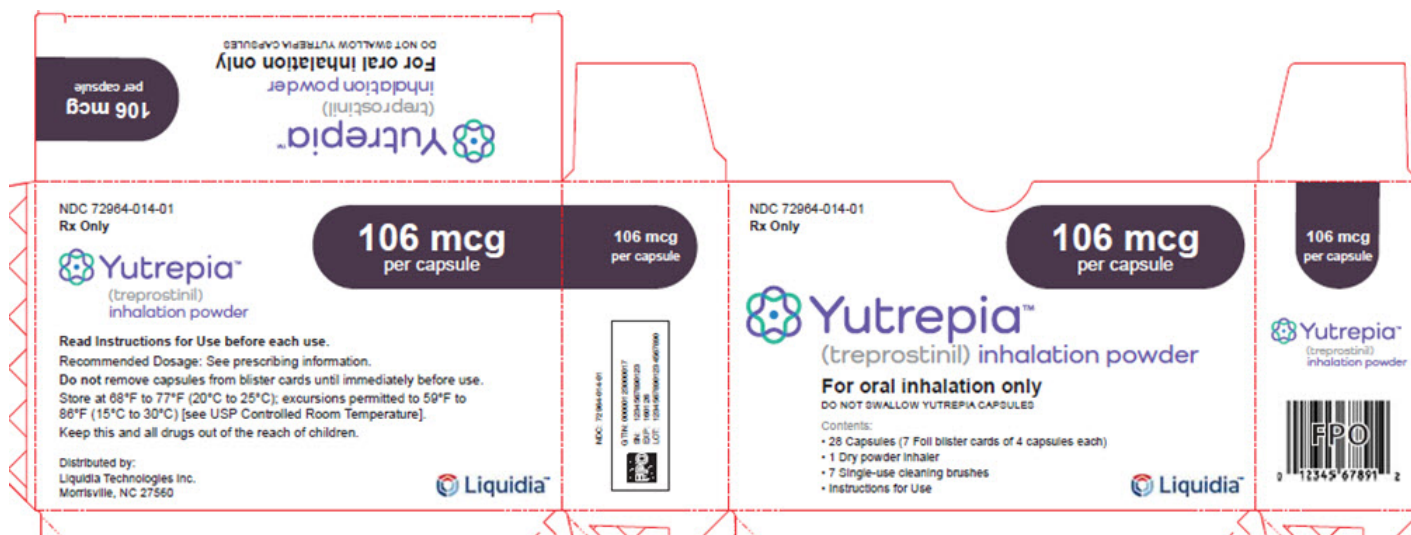 DO NOT SWALLOW YUTREPIA CAPSULES
For oral inhalation only
inhalation powder
(treprostinil)
Yutrepia™
per capsule
106 mcg
NDC 72964-014-01
Rx Only
106 mcg
per capsule
Yutrepia™
(treprostinil)
inhalation powder
Read Instructions for Use before each use.
Recommended Dosage: See prescribing information.
Do not remove capsules from blister cards until immediately before use.
Store at 68°F to 77°F (20°C to 25°C); excursions permitted to 59°F to
86°F (15°C to 30°C) [see USP Controlled Room Temperature].
Keep this and all drugs out of the reach of children.
Distributed by:
Liquidia Technologies Inc.
Morrisville, NC 27560
Liquidia™
106 mcg
per capsule
NDC: 72964-014-01
SN: 1234567890123
FPO
NDC 72964-014-01
Rx Only
106 mcg
per capsule
Yutrepia™
(treprostinil) inhalation powder
For oral inhalation only
DO NOT SWALLOW YUTREPIA CAPSULES
Contents:
• 28 Capsules (7 Foil blister cards of 4 capsules each)
• 1 Dry powder inhaler
• 7 Single-use cleaning brushes
• Instructions for Use
Liquidia™
106 mcg
per capsule
Yutrepia™
(treprostinil)
inhalation powder
FPO
0 12345 67891 2